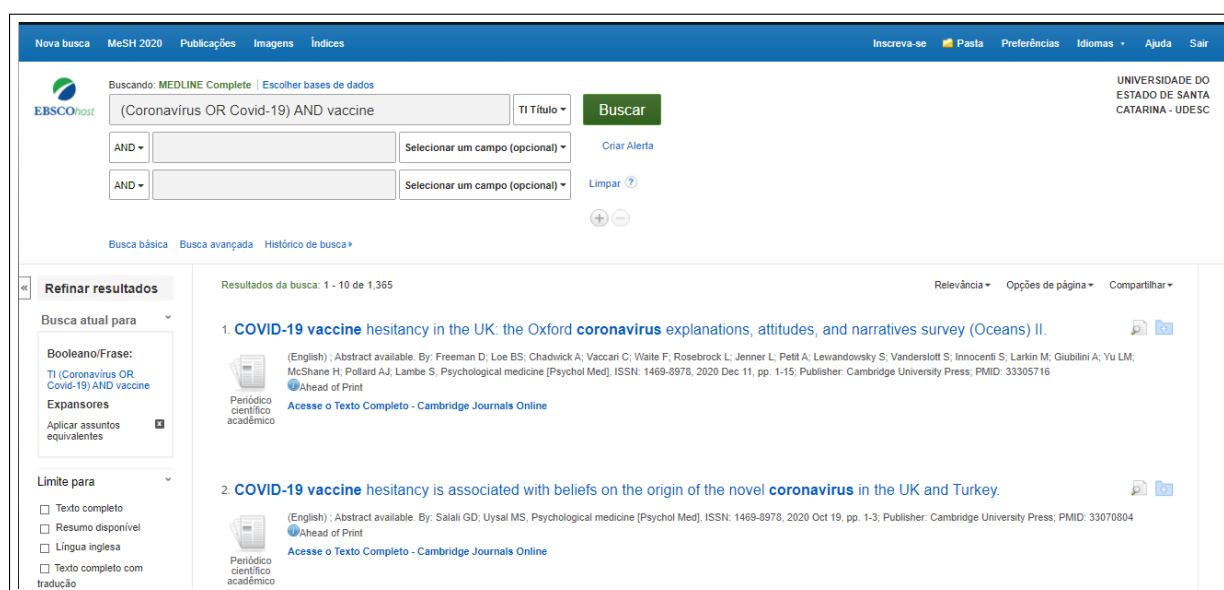 Nova busca MeSH 2020 Publicações Imagens Índices Inscreva-se Pasta Preferências Idiomas Ajuda Sair
EBSCOhost
Buscando: MEDLINE Complete | Escolher bases de dados
(Coronavírus OR Covid-19) AND vaccine TI Título Buscar
AND Selecionar um campo (opcional) Criar Alerta
AND Selecionar um campo (opcional) Limpar ?
+ −
Busca básica Busca avançada Histórico de busca
UNIVERSIDADE DO
ESTADO DE SANTA
CATARINA - UDESC
«
Refinar resultados
Busca atual para
Booleano/Frase:
TI (Coronavírus OR
Covid-19) AND vaccine
Expansores
Aplicar assuntos
equivalentes
Limite para
Texto completo
Resumo disponível
Língua inglesa
Texto completo com
tradução
Resultados da busca: 1 - 10 de 1,365
Relevância Opções de página Compartilhar
1. COVID-19 vaccine hesitancy in the UK: the Oxford coronavirus explanations, attitudes, and narratives survey (Oceans) II.
(English) ; Abstract available. By: Freeman D; Loe BS; Chadwick A; Vaccari C; Waite F; Rosebrock L; Jenner L; Petit A; Lewandowsky S; Vanderslott S; Innocenti S; Larkin M; Giubilini A; Yu LM;
McShane H; Pollard AJ; Lambe S, Psychological medicine [Psychol Med], ISSN: 1469-8978, 2020 Dec 11, pp. 1-15; Publisher: Cambridge University Press; PMID: 33305716
Ahead of Print
Acesse o Texto Completo - Cambridge Journals Online
Periódico
científico
acadêmico
2. COVID-19 vaccine hesitancy is associated with beliefs on the origin of the novel coronavirus in the UK and Turkey.
(English) ; Abstract available. By: Salali GD; Uysal MS, Psychological medicine [Psychol Med], ISSN: 1469-8978, 2020 Oct 19, pp. 1-3; Publisher: Cambridge University Press; PMID: 33070804
Ahead of Print
Acesse o Texto Completo - Cambridge Journals Online
Periódico
científico
acadêmico